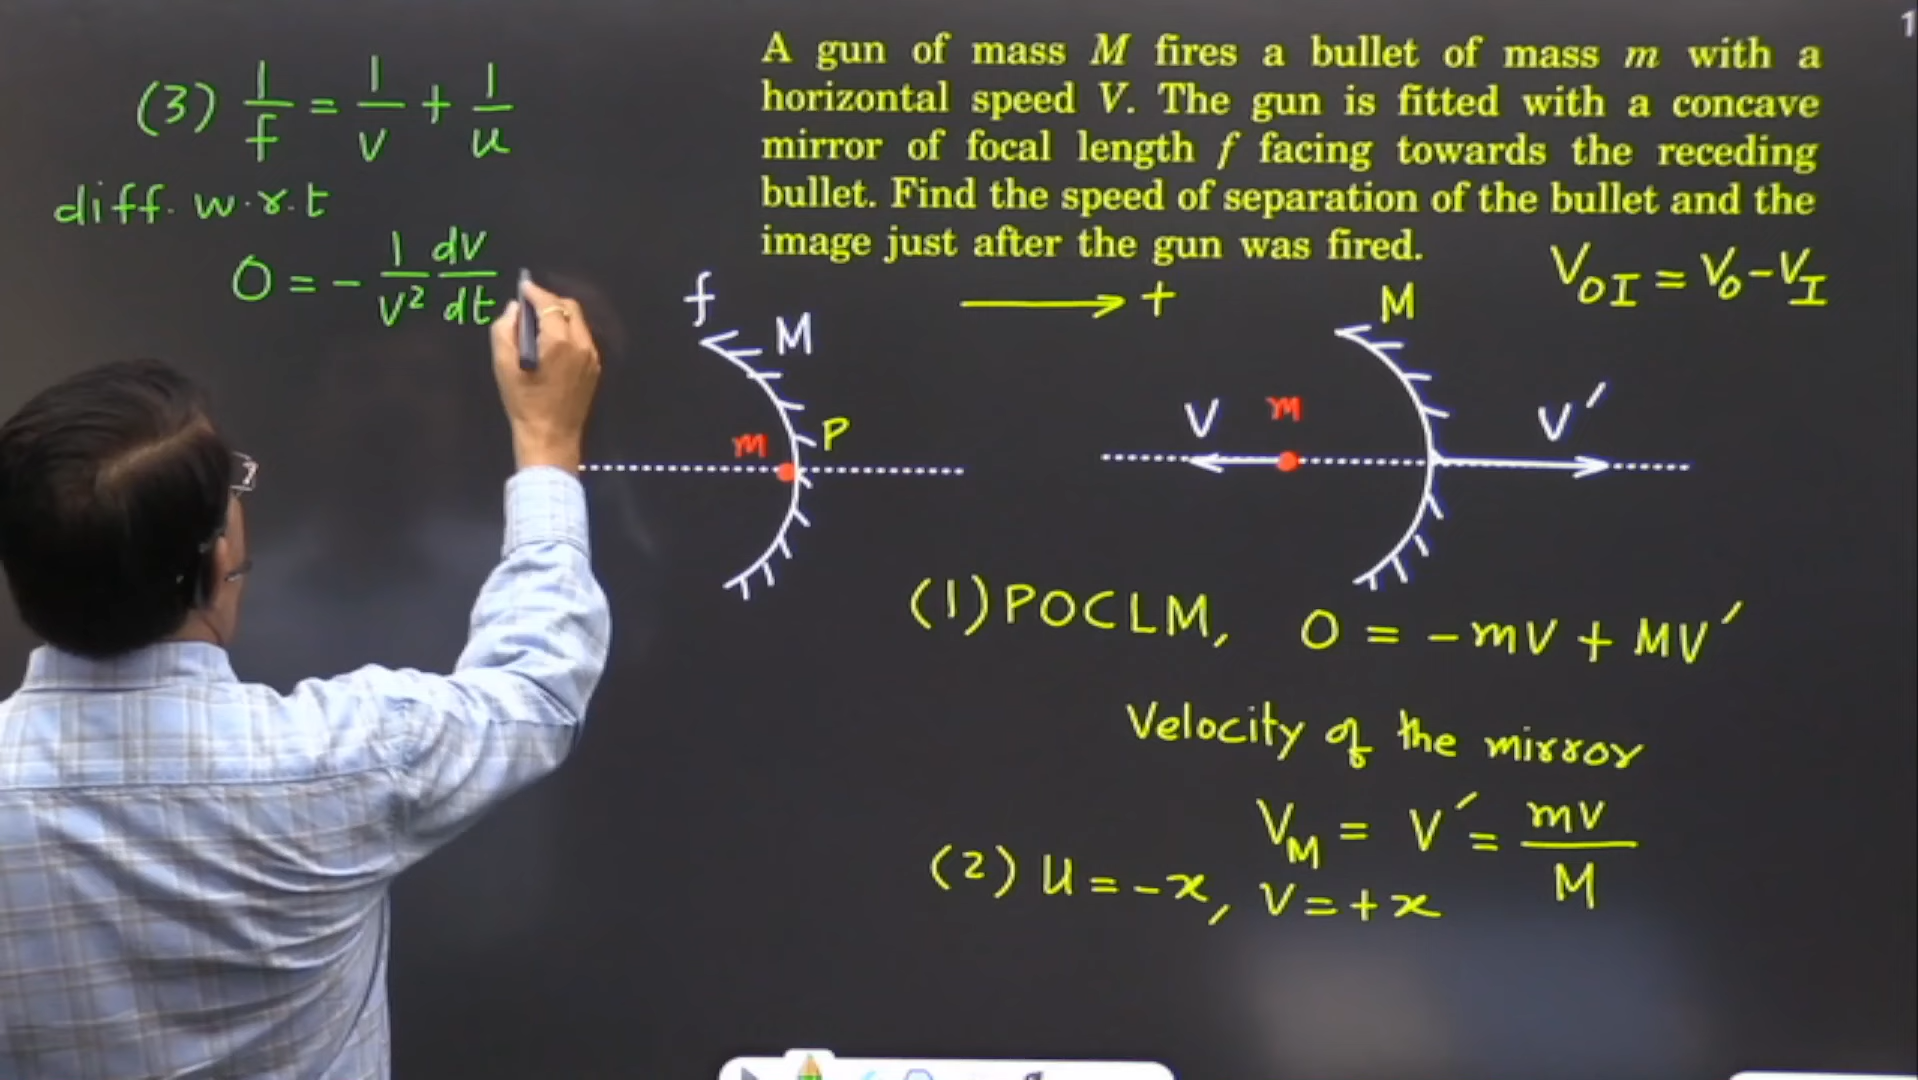 1
A gun of mass M fires a bullet of mass m with a
horizontal speed V. The gun is fitted with a concave
mirror of focal length f facing towards the receding
bullet. Find the speed of separation of the bullet and the
image just after the gun was fired.
V_OI = V_O - V_I
(3) 1/f = 1/v + 1/u
diff. w.r.t
0 = - 1/v² dv/dt
f
M
m
P
→ +
M
V
m
V′
(1) POCLM, 0 = -mV + MV′
Velocity of the mirror
V_M = V′ = mV/M
(2) u = -x, v = +x